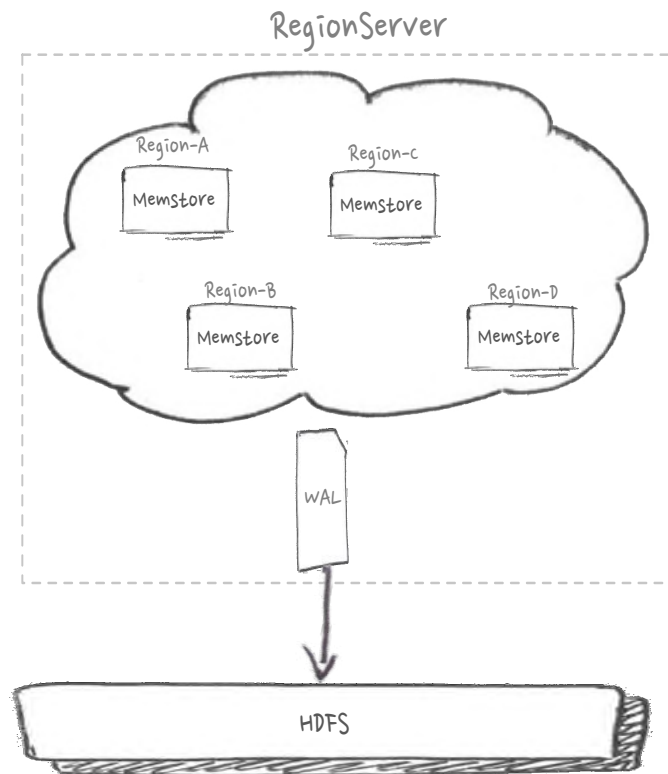 RegionServer
Region-A
Memstore
Region-C
Memstore
Region-B
Memstore
Region-D
Memstore
WAL
HDFS